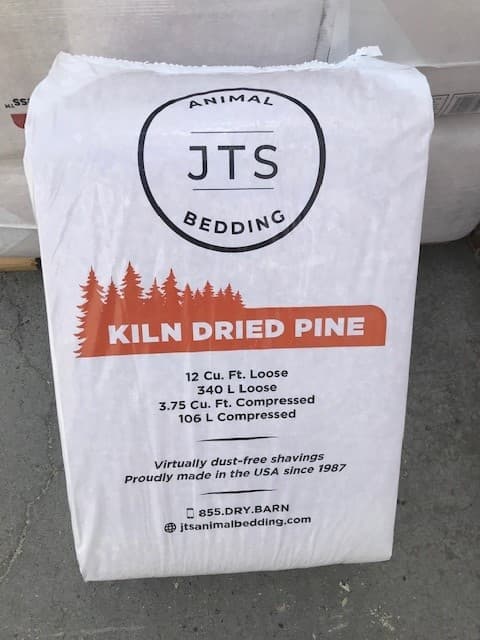 ANIMAL
JTS
BEDDING
KILN DRIED PINE
12 Cu. Ft. Loose
340 L Loose
3.75 Cu. Ft. Compressed
106 L Compressed
Virtually dust-free shavings
Proudly made in the USA since 1987
855.DRY.BARN
jtsanimalbedding.com